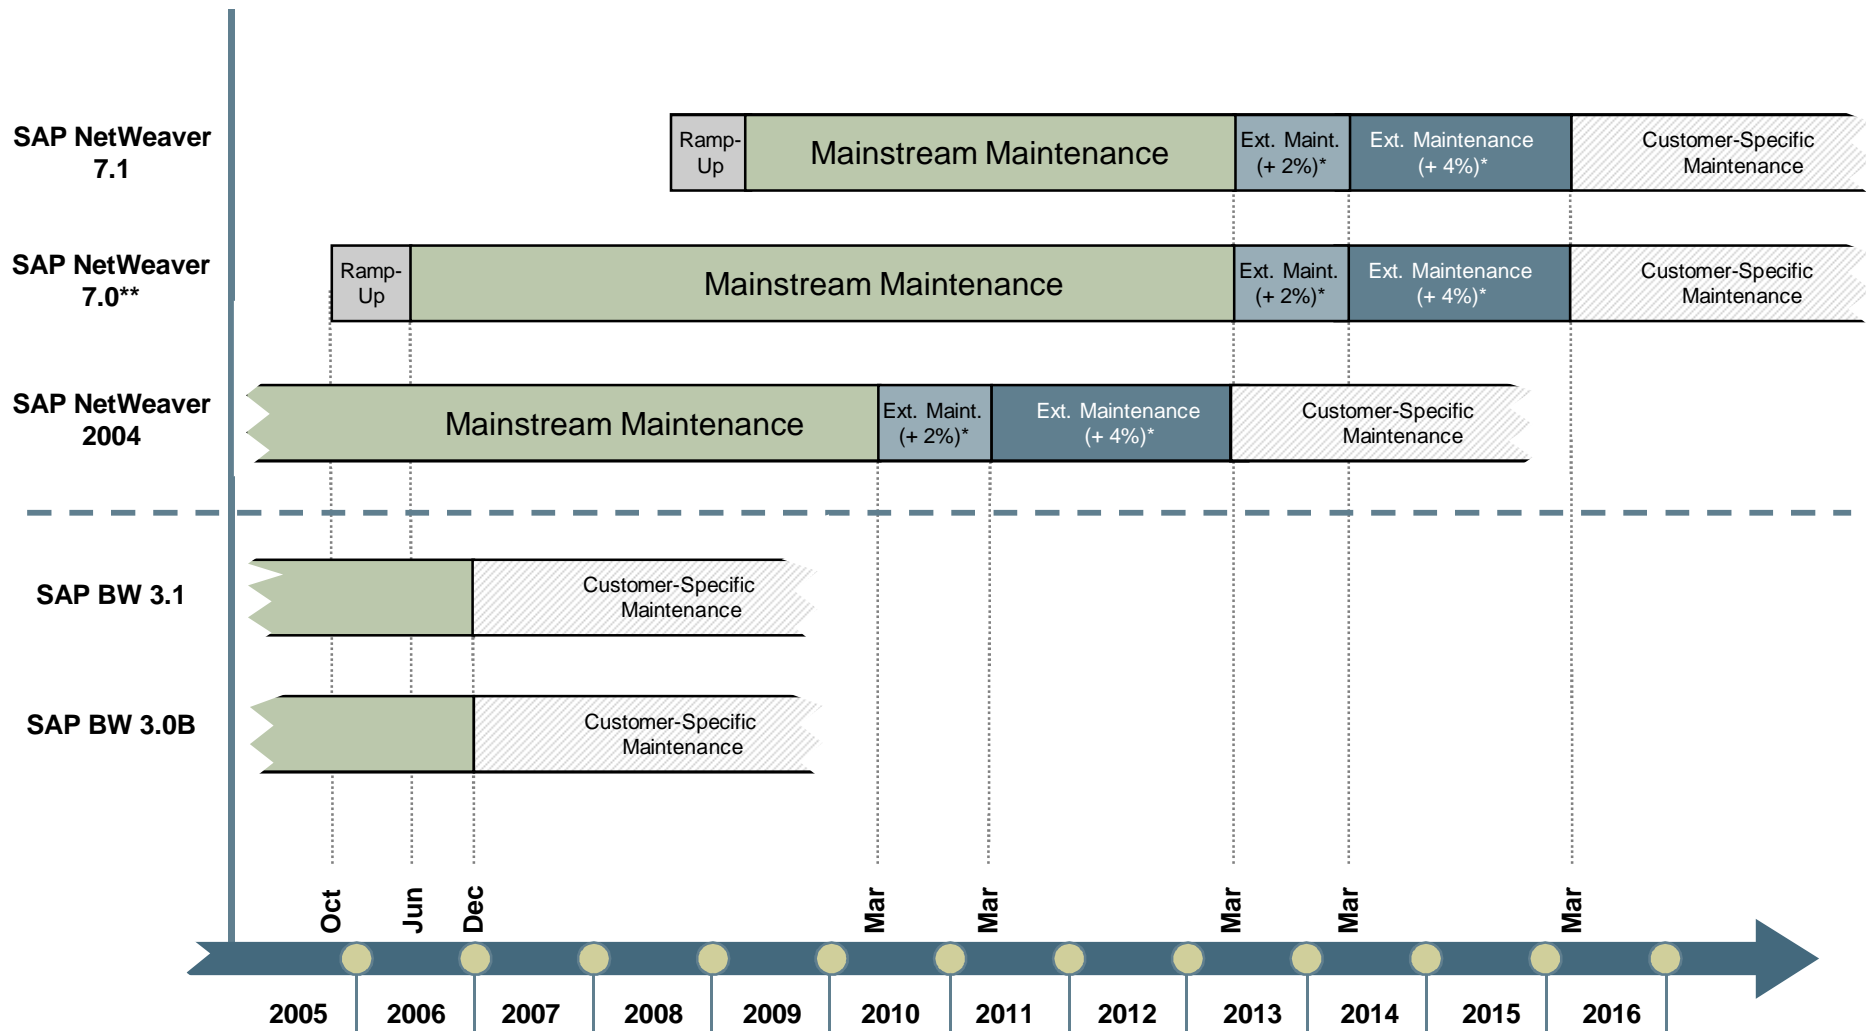 SAP NetWeaver
7.1
Ramp-
Up
Mainstream Maintenance
Ext. Maint.
(+ 2%)*
Ext. Maintenance
(+ 4%)*
Customer-Specific
Maintenance
SAP NetWeaver
7.0**
Ramp-
Up
Mainstream Maintenance
Ext. Maint.
(+ 2%)*
Ext. Maintenance
(+ 4%)*
Customer-Specific
Maintenance
SAP NetWeaver
2004
Mainstream Maintenance
Ext. Maint.
(+ 2%)*
Ext. Maintenance
(+ 4%)*
Customer-Specific
Maintenance
SAP BW 3.1
Customer-Specific
Maintenance
SAP BW 3.0B
Customer-Specific
Maintenance
Oct
Jun
Dec
Mar
Mar
Mar
Mar
Mar
2005
2006
2007
2008
2009
2010
2011
2012
2013
2014
2015
2016